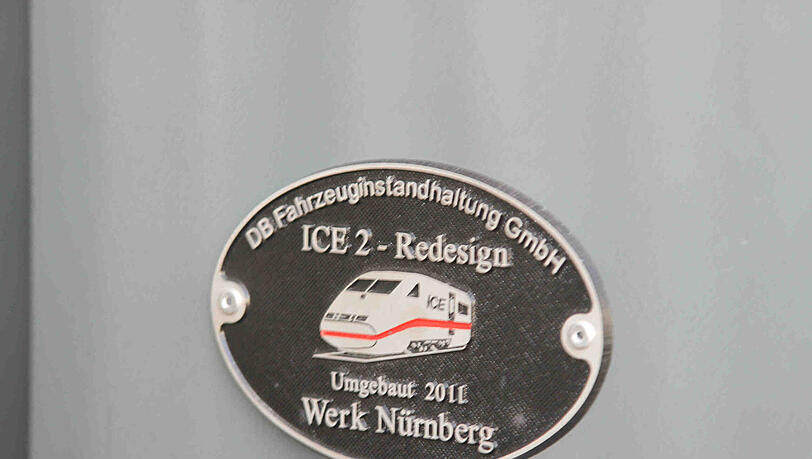 DB Fahrzeuginstandhaltung GmbH
ICE 2 - Redesign
ICE
Umgebaut 2011
Werk Nürnberg